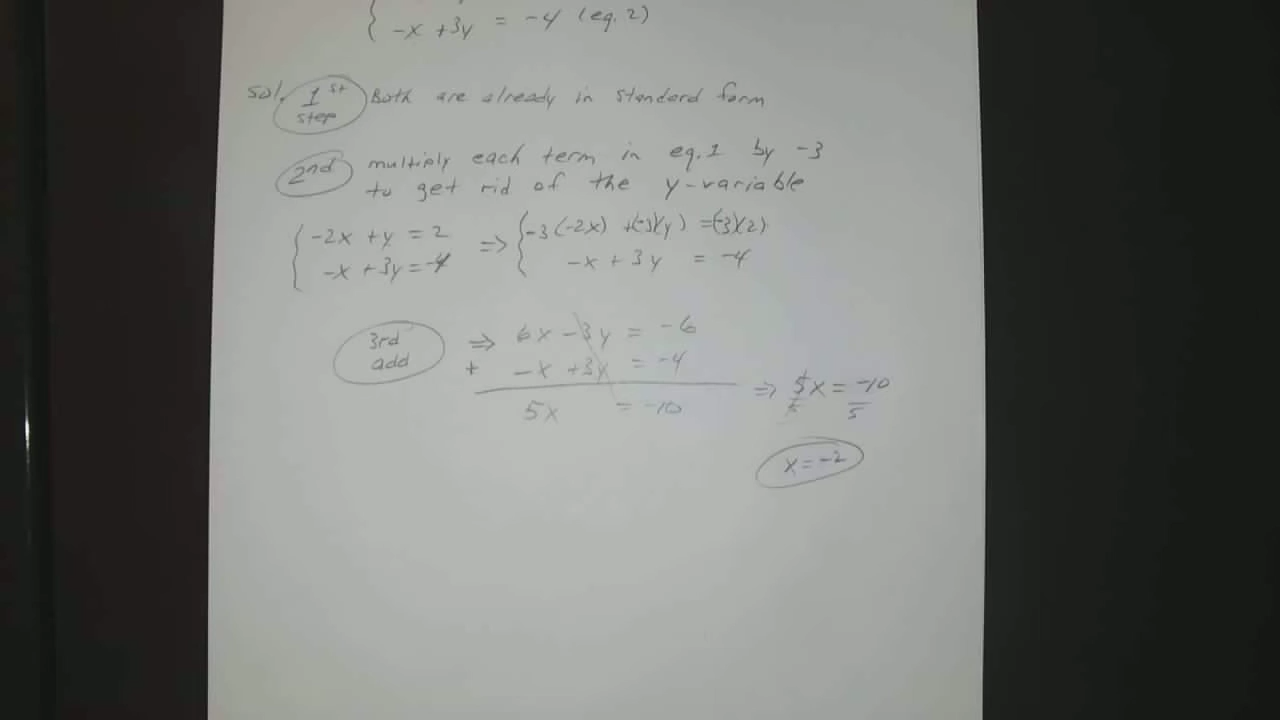 -x +3y = -4 (eq. 2)
Sol. 1st step Both are already in standard form
2nd multiply each term in eq. 1 by -3
to get rid of the y-variable
{ -2x + y = 2 => { -3(-2x) + (-3)(y) = (-3)(2)
-x + 3y = -4 -x + 3y = -4
3rd add => 6x - 3y = -6
+ -x + 3y = -4
5x = -10 => 5x/5 = -10/5
x = -2